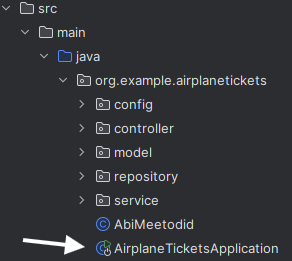 src
main
java
org.example.airplanetickets
config
controller
model
repository
service
AbiMeetodid
AirplaneTicketsApplication